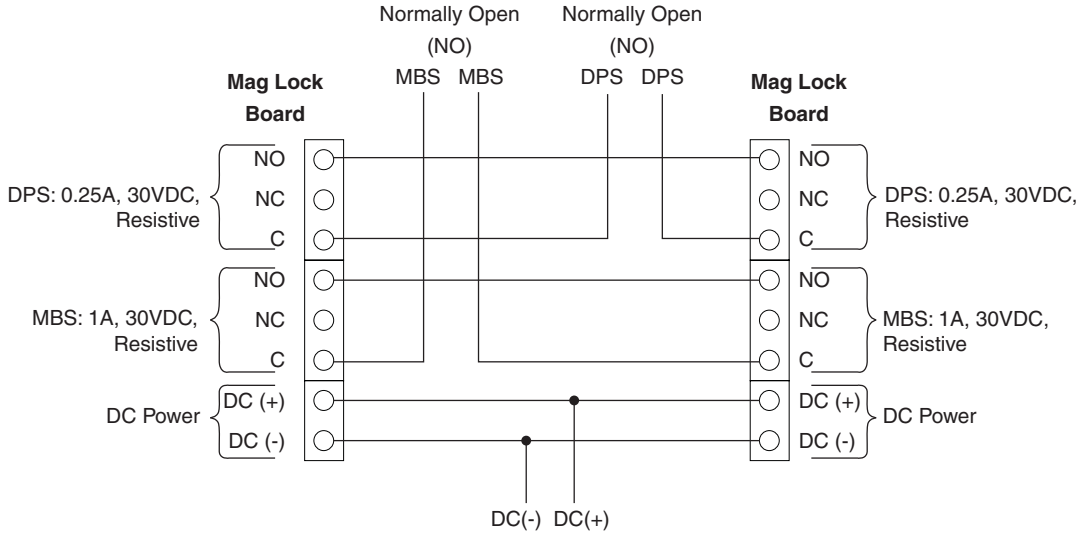 Normally Open Normally Open
(NO) (NO)
MBS MBS DPS DPS
Mag Lock Mag Lock
Board Board
NO NO
DPS: 0.25A, 30VDC, NC NC DPS: 0.25A, 30VDC,
Resistive Resistive
C C
NO NO
MBS: 1A, 30VDC, NC NC MBS: 1A, 30VDC,
Resistive Resistive
C C
DC (+) DC (+)
DC Power DC Power
DC (-) DC (-)
DC(-) DC(+)